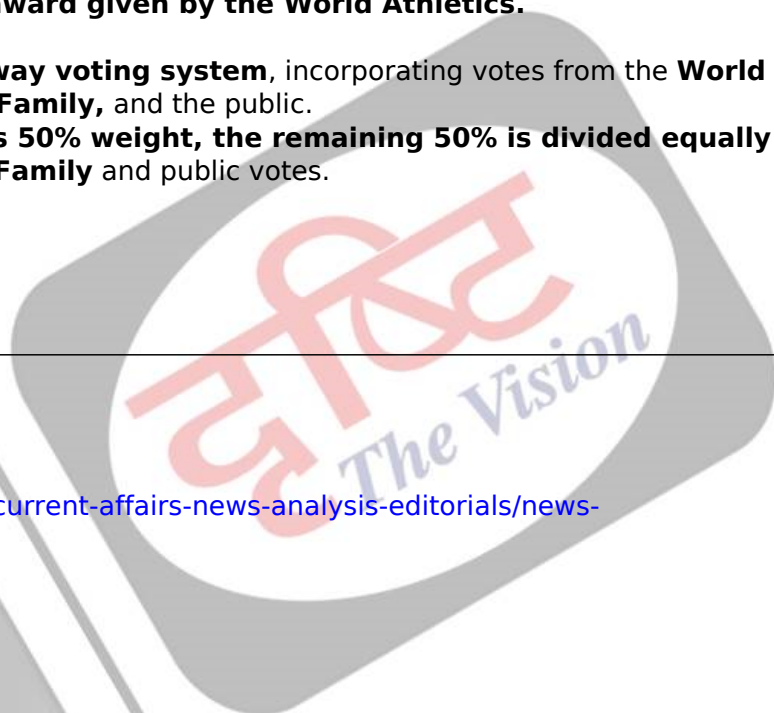 award given by the World Athletics.
way voting system, incorporating votes from the World
Family, and the public.
s 50% weight, the remaining 50% is divided equally
Family and public votes.
दृष्टि
The Vision
current-affairs-news-analysis-editorials/news-